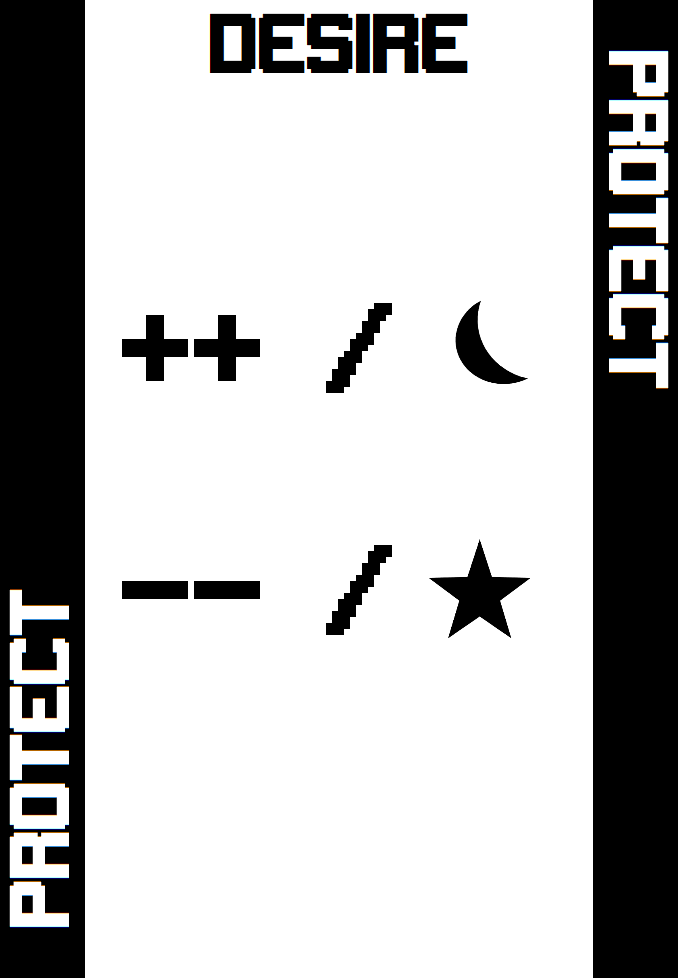 DESIRE
++ / ☾
-- / ★
PROTECT
PROTECT